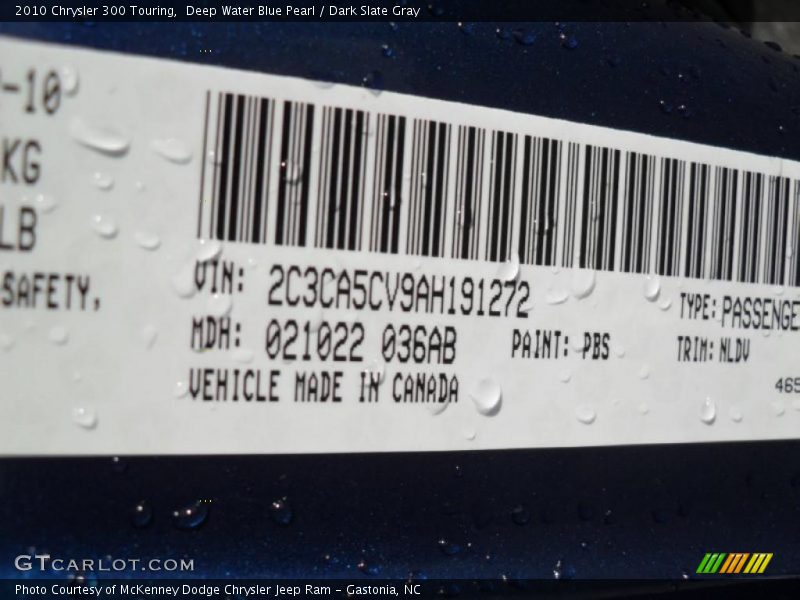 2010 Chrysler 300 Touring,  Deep Water Blue Pearl / Dark Slate Gray
-10
KG
LB
SAFETY,
VIN: 2C3CA5CV9AH191272
MDH: 021022 036AB
PAINT: PBS
VEHICLE MADE IN CANADA
TYPE: PASSENGE
TRIM: NLDV
465
GTcarlot.com
Photo Courtesy of McKenney Dodge Chrysler Jeep Ram - Gastonia, NC